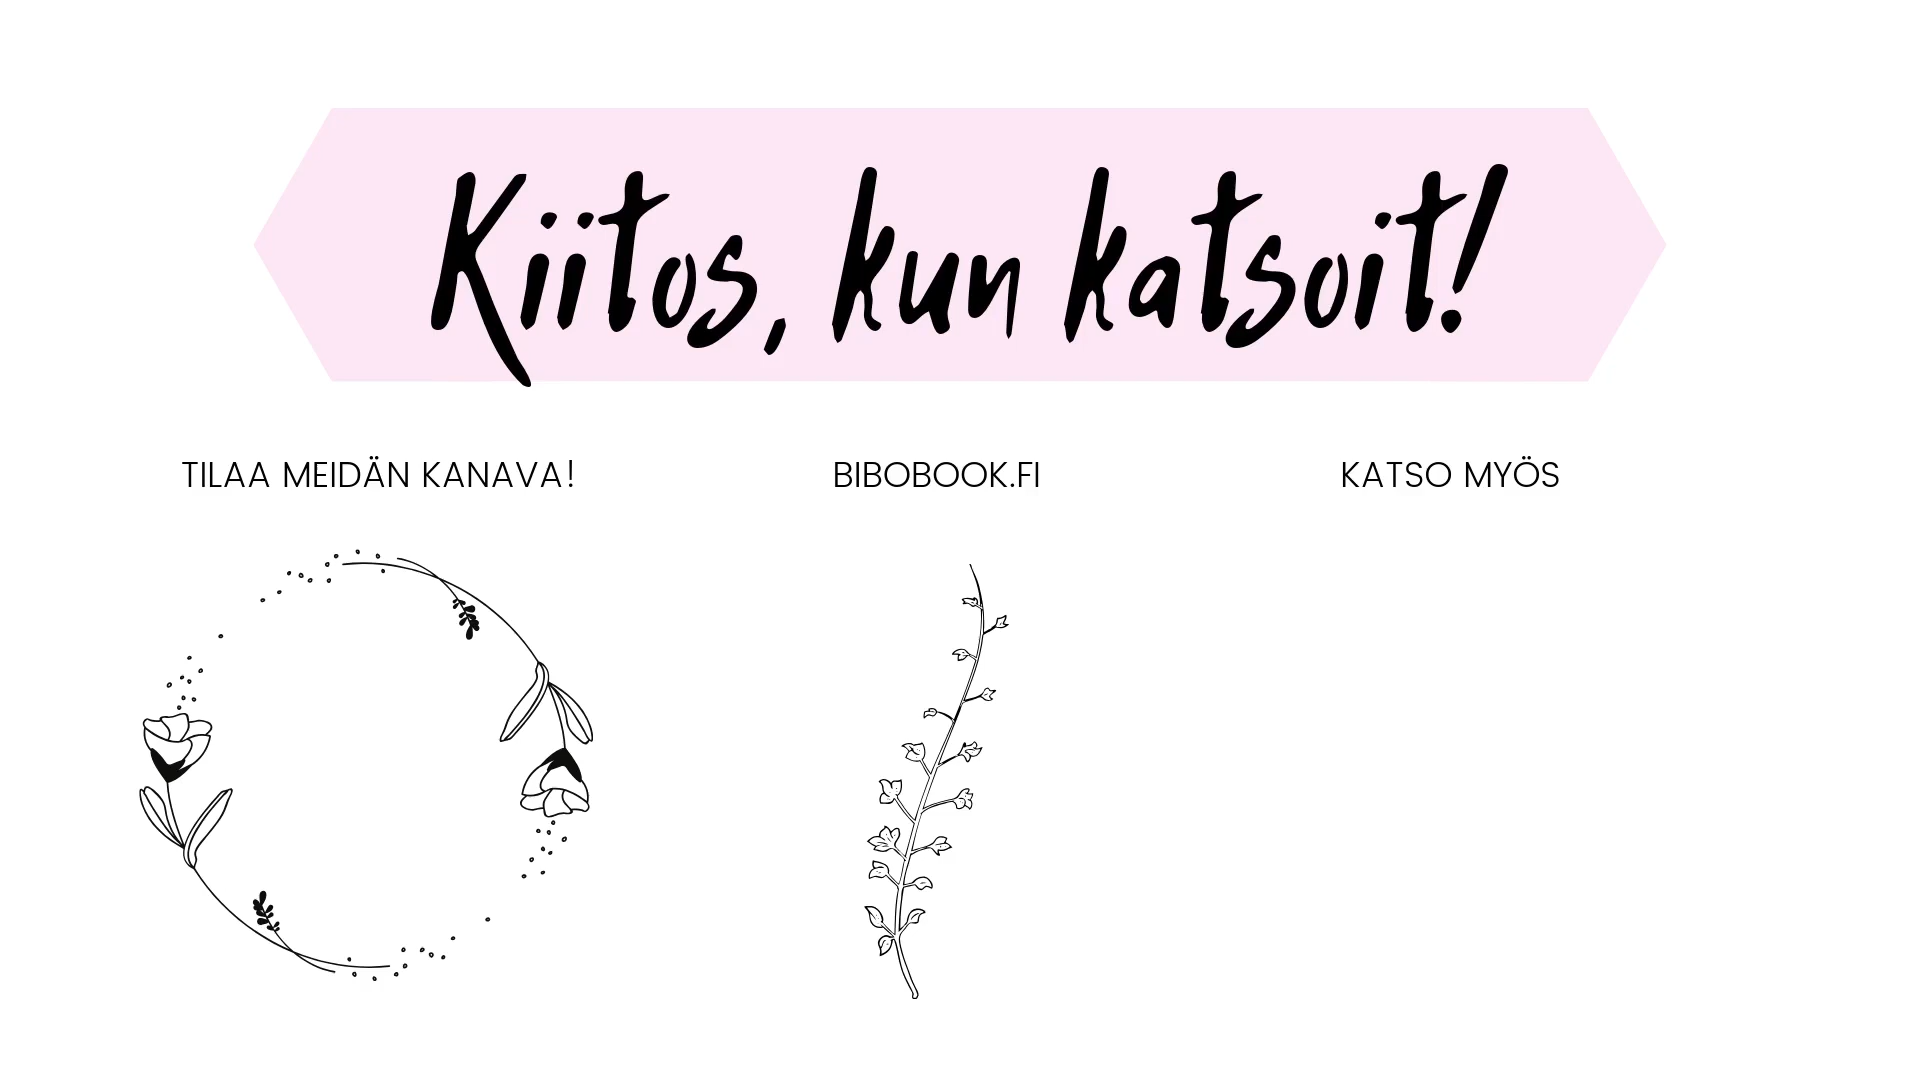 Kiitos, kun katsoit!
TILAA MEIDÄN KANAVA!
BIBOBOOK.FI
KATSO MYÖS